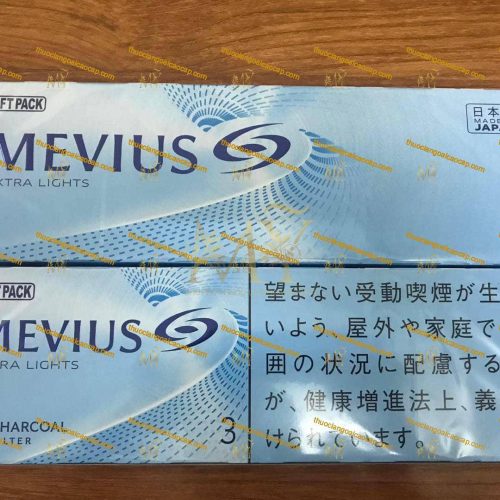 FT PACK
MEVIUS
XTRA LIGHTS
日本
MADE
JAPA
T PACK
MEVIUS
RA LIGHTS
HARCOAL
LTER
3
望まない受動喫煙が生
いよう、屋外や家庭で
囲の状況に配慮する
が、健康増進法上、義
けられています。
thuoclangoaicaocap.com